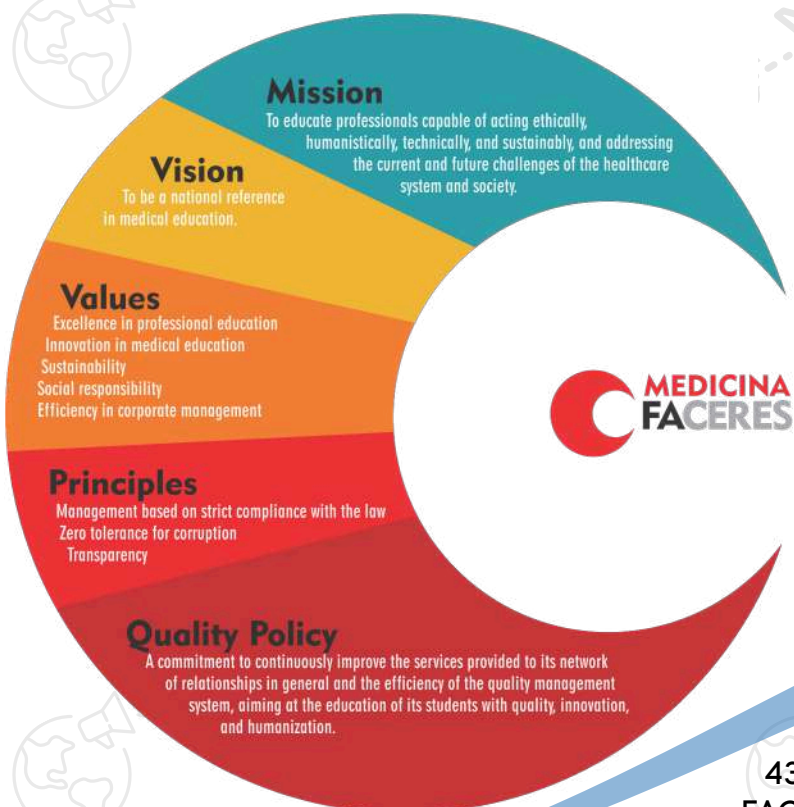 Mission
To educate professionals capable of acting ethically,
humanistically, technically, and sustainably, and addressing
the current and future challenges of the healthcare
system and society.
Vision
To be a national reference
in medical education.
Values
Excellence in professional education
Innovation in medical education
Sustainability
Social responsibility
Efficiency in corporate management
MEDICINA
FACERES
Principles
Management based on strict compliance with the law
Zero tolerance for corruption
Transparency
Quality Policy
A commitment to continuously improve the services provided to its network
of relationships in general and the efficiency of the quality management
system, aiming at the education of its students with quality, innovation,
and humanization.
43
FAC